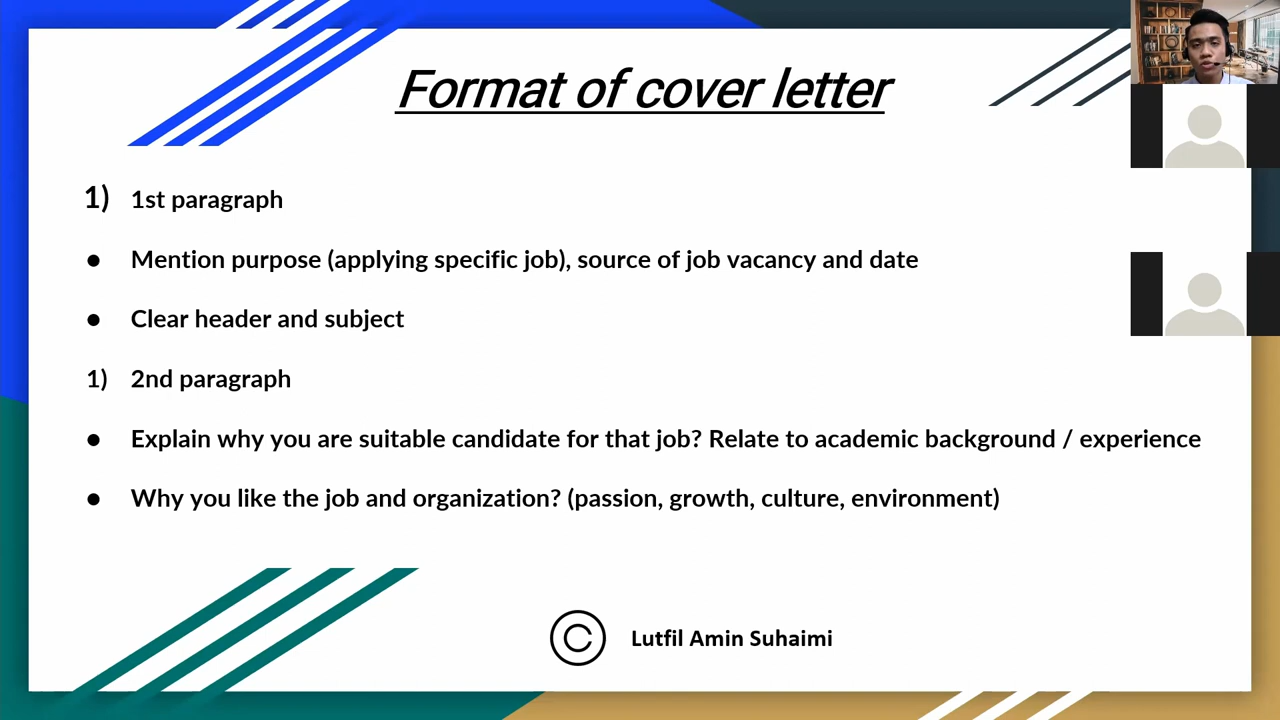 Format of cover letter
1) 1st paragraph
● Mention purpose (applying specific job), source of job vacancy and date
● Clear header and subject
1) 2nd paragraph
● Explain why you are suitable candidate for that job? Relate to academic background / experience
● Why you like the job and organization? (passion, growth, culture, environment)
© Lutfil Amin Suhaimi